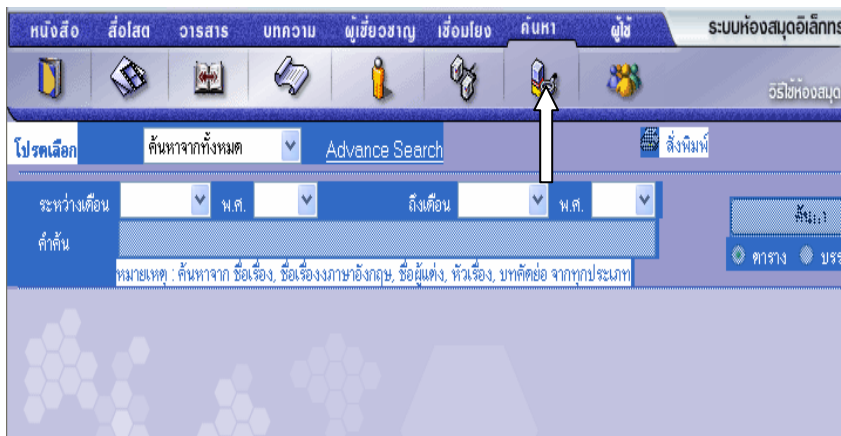 หนังสือ สื่อโสต วารสาร บทความ ผู้เชี่ยวชาญ เชื่อมโยง ค้นหา ผู้ใช้ ระบบห้องสมุดอิเล็กทร
วิธีใช้ห้องสมุด
โปรดเลือก ค้นหาจากทั้งหมด Advance Search สั่งพิมพ์
ระหว่างเดือน พ.ศ. ถึงเดือน พ.ศ.
คำค้น
ตาราง บรร
หมายเหตุ : ค้นหาจาก ชื่อเรื่อง, ชื่อเรื่องงภาษาอังกฤษ, ชื่อผู้แต่ง, หัวเรื่อง, บทคัดย่อ จากทุกประเภท